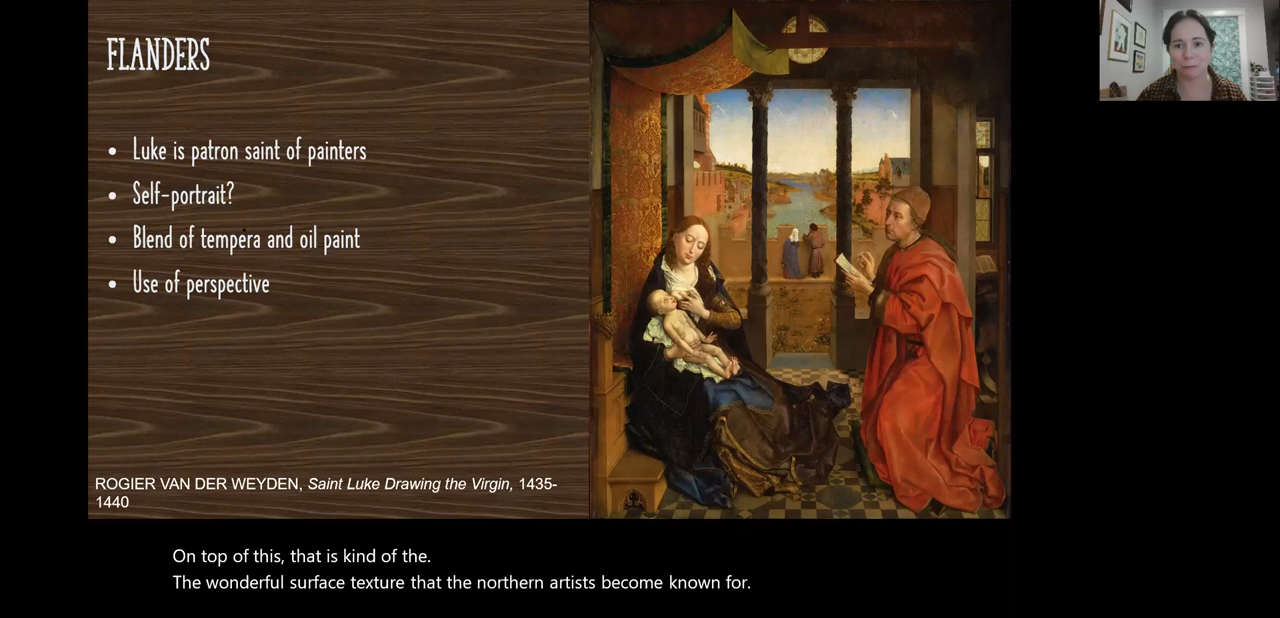 FLANDERS
• Luke is patron saint of painters
• Self-portrait?
• Blend of tempera and oil paint
• Use of perspective
ROGIER VAN DER WEYDEN, Saint Luke Drawing the Virgin, 1435-
1440
On top of this, that is kind of the.
The wonderful surface texture that the northern artists become known for.